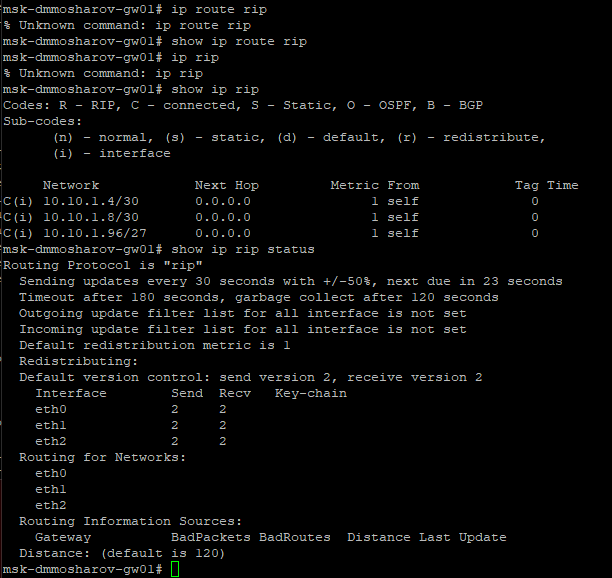 msk-dmmosharov-gw01# ip route rip
% Unknown command: ip route rip
msk-dmmosharov-gw01# show ip route rip
msk-dmmosharov-gw01# ip rip
% Unknown command: ip rip
msk-dmmosharov-gw01# show ip rip
Codes: R - RIP, C - connected, S - Static, O - OSPF, B - BGP
Sub-codes:
      (n) - normal, (s) - static, (d) - default, (r) - redistribute,
      (i) - interface
     Network            Next Hop         Metric From            Tag Time
C(i) 10.10.1.4/30       0.0.0.0               1 self              0
C(i) 10.10.1.8/30       0.0.0.0               1 self              0
C(i) 10.10.1.96/27      0.0.0.0               1 self              0
msk-dmmosharov-gw01# show ip rip status
Routing Protocol is "rip"
  Sending updates every 30 seconds with +/-50%, next due in 23 seconds
  Timeout after 180 seconds, garbage collect after 120 seconds
  Outgoing update filter list for all interface is not set
  Incoming update filter list for all interface is not set
  Default redistribution metric is 1
  Redistributing:
  Default version control: send version 2, receive version 2
    Interface        Send  Recv   Key-chain
    eth0             2     2
    eth1             2     2
    eth2             2     2
  Routing for Networks:
    eth0
    eth1
    eth2
  Routing Information Sources:
    Gateway          BadPackets BadRoutes  Distance Last Update
  Distance: (default is 120)
msk-dmmosharov-gw01#